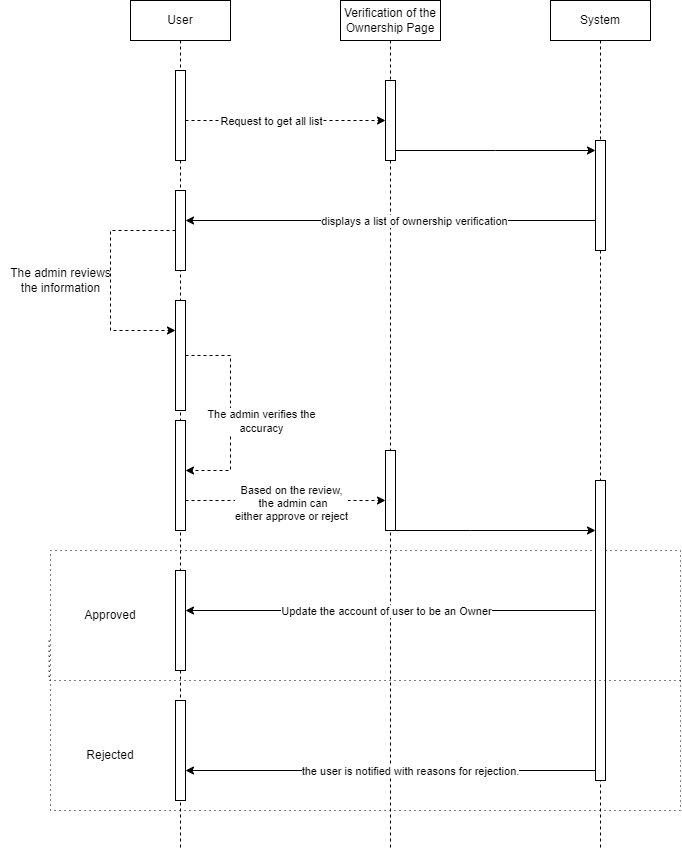 User
Verification of the
Ownership Page
System
Request to get all list
displays a list of ownership verification
The admin reviews
the information
The admin verifies the
accuracy
Based on the review,
the admin can
either approve or reject
Approved
Update the account of user to be an Owner
Rejected
the user is notified with reasons for rejection.